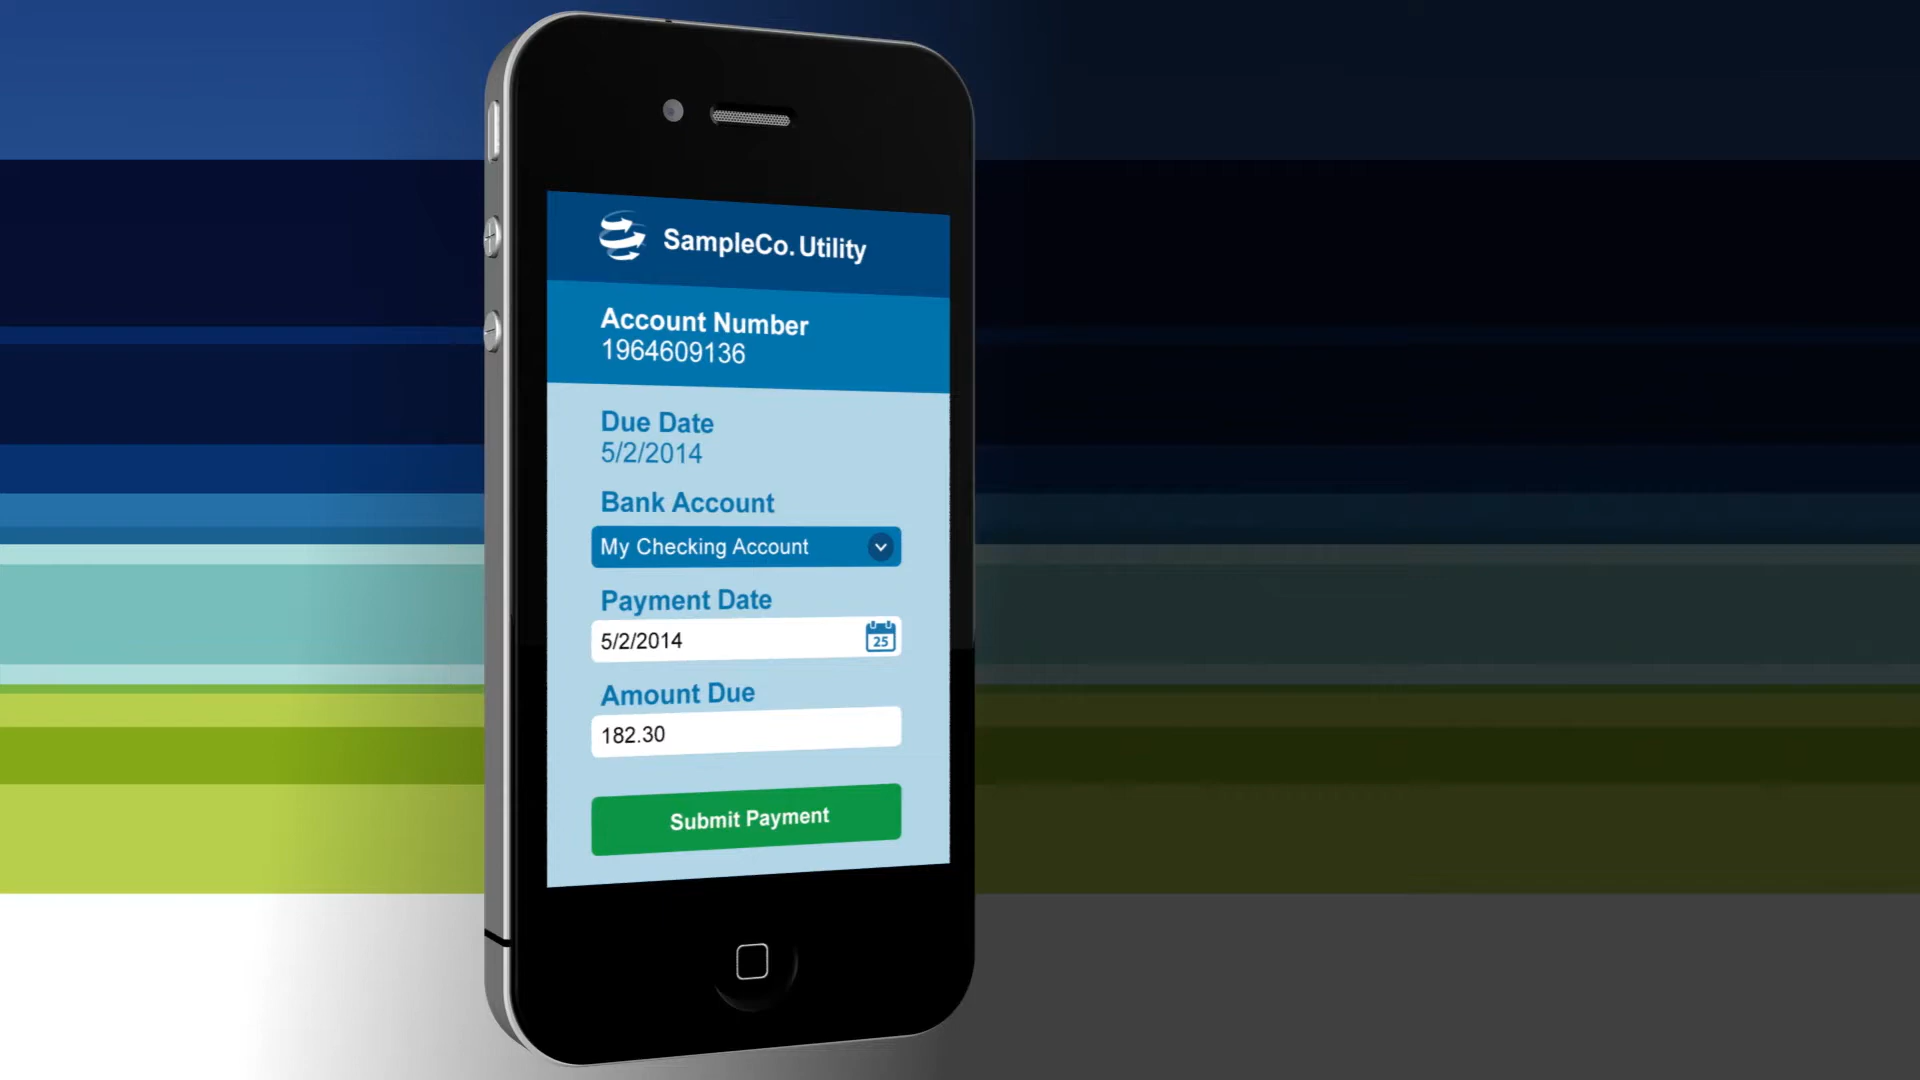 SampleCo. Utility
Account Number
1964609136
Due Date
5/2/2014
Bank Account
My Checking Account
Payment Date
5/2/2014
25
Amount Due
182.30
Submit Payment